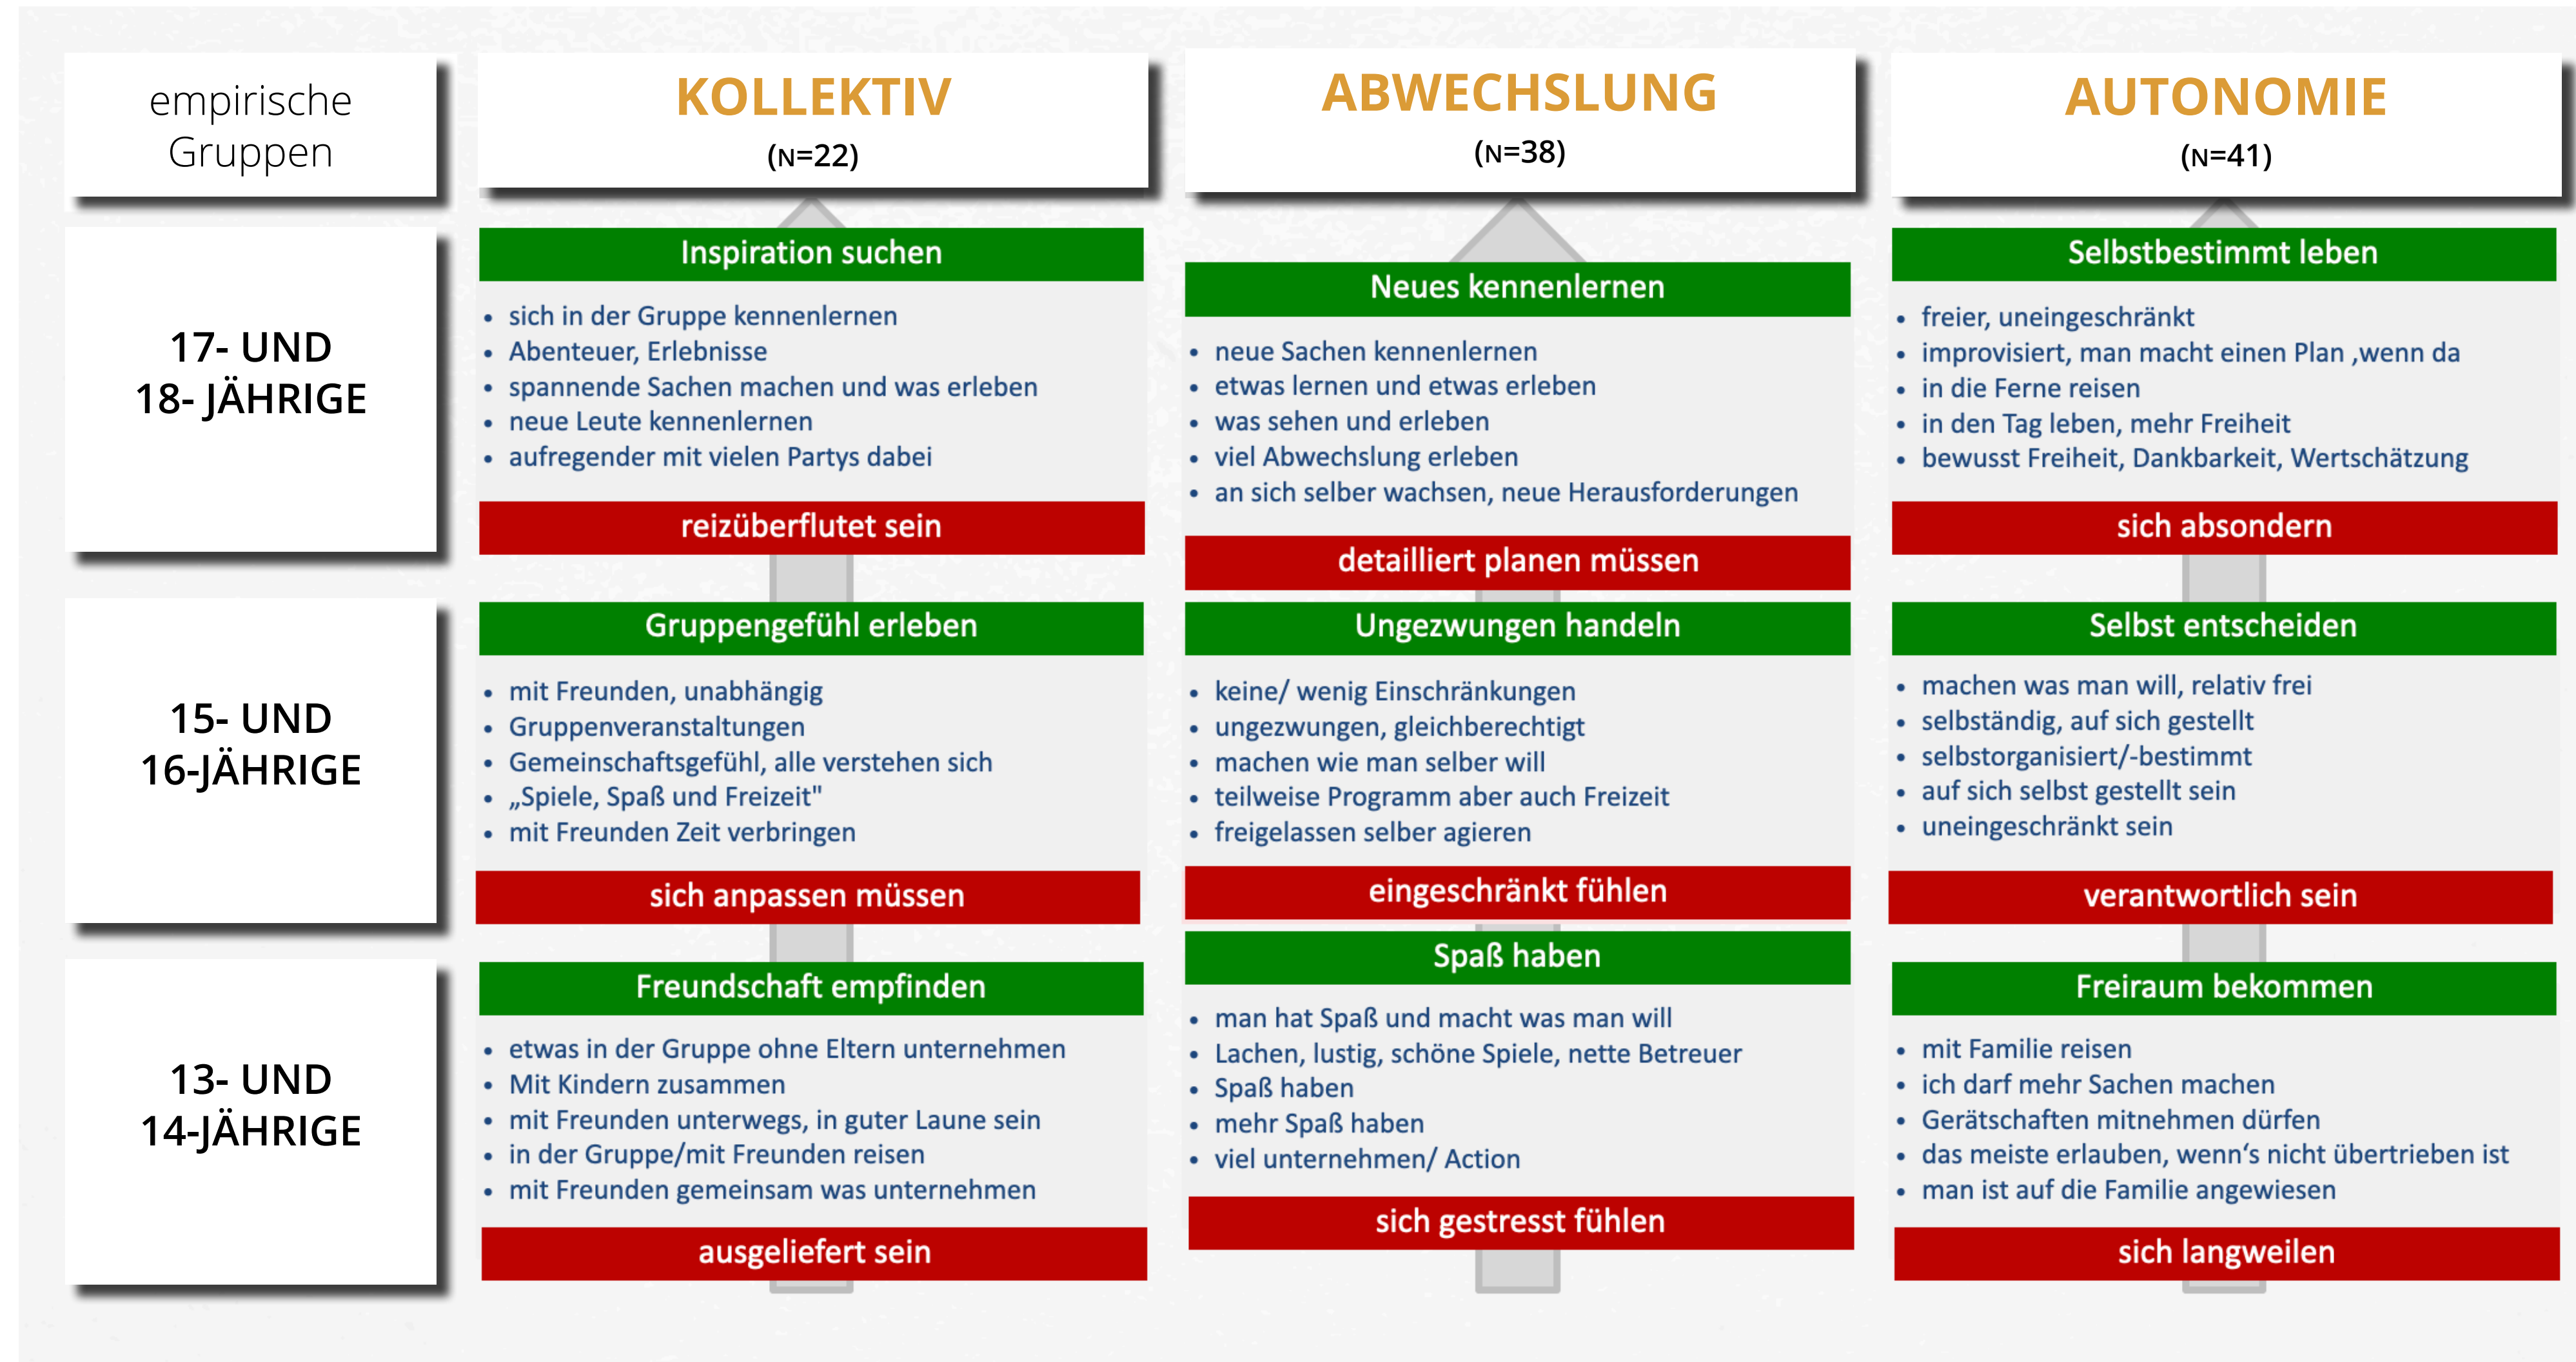 empirische
Gruppen
KOLLEKTIV
(N=22)
ABWECHSLUNG
(N=38)
AUTONOMIE
(N=41)
17- UND
18- JÄHRIGE
Inspiration suchen
• sich in der Gruppe kennenlernen
• Abenteuer, Erlebnisse
• spannende Sachen machen und was erleben
• neue Leute kennenlernen
• aufregender mit vielen Partys dabei
reizüberflutet sein
Neues kennenlernen
• neue Sachen kennenlernen
• etwas lernen und etwas erleben
• was sehen und erleben
• viel Abwechslung erleben
• an sich selber wachsen, neue Herausforderungen
detailliert planen müssen
Selbstbestimmt leben
• freier, uneingeschränkt
• improvisiert, man macht einen Plan ,wenn da
• in die Ferne reisen
• in den Tag leben, mehr Freiheit
• bewusst Freiheit, Dankbarkeit, Wertschätzung
sich absondern
15- UND
16-JÄHRIGE
Gruppengefühl erleben
• mit Freunden, unabhängig
• Gruppenveranstaltungen
• Gemeinschaftsgefühl, alle verstehen sich
• „Spiele, Spaß und Freizeit"
• mit Freunden Zeit verbringen
sich anpassen müssen
Ungezwungen handeln
• keine/ wenig Einschränkungen
• ungezwungen, gleichberechtigt
• machen wie man selber will
• teilweise Programm aber auch Freizeit
• freigelassen selber agieren
eingeschränkt fühlen
Selbst entscheiden
• machen was man will, relativ frei
• selbständig, auf sich gestellt
• selbstorganisiert/-bestimmt
• auf sich selbst gestellt sein
• uneingeschränkt sein
verantwortlich sein
13- UND
14-JÄHRIGE
Freundschaft empfinden
• etwas in der Gruppe ohne Eltern unternehmen
• Mit Kindern zusammen
• mit Freunden unterwegs, in guter Laune sein
• in der Gruppe/mit Freunden reisen
• mit Freunden gemeinsam was unternehmen
ausgeliefert sein
Spaß haben
• man hat Spaß und macht was man will
• Lachen, lustig, schöne Spiele, nette Betreuer
• Spaß haben
• mehr Spaß haben
• viel unternehmen/ Action
sich gestresst fühlen
Freiraum bekommen
• mit Familie reisen
• ich darf mehr Sachen machen
• Gerätschaften mitnehmen dürfen
• das meiste erlauben, wenn‘s nicht übertrieben ist
• man ist auf die Familie angewiesen
sich langweilen